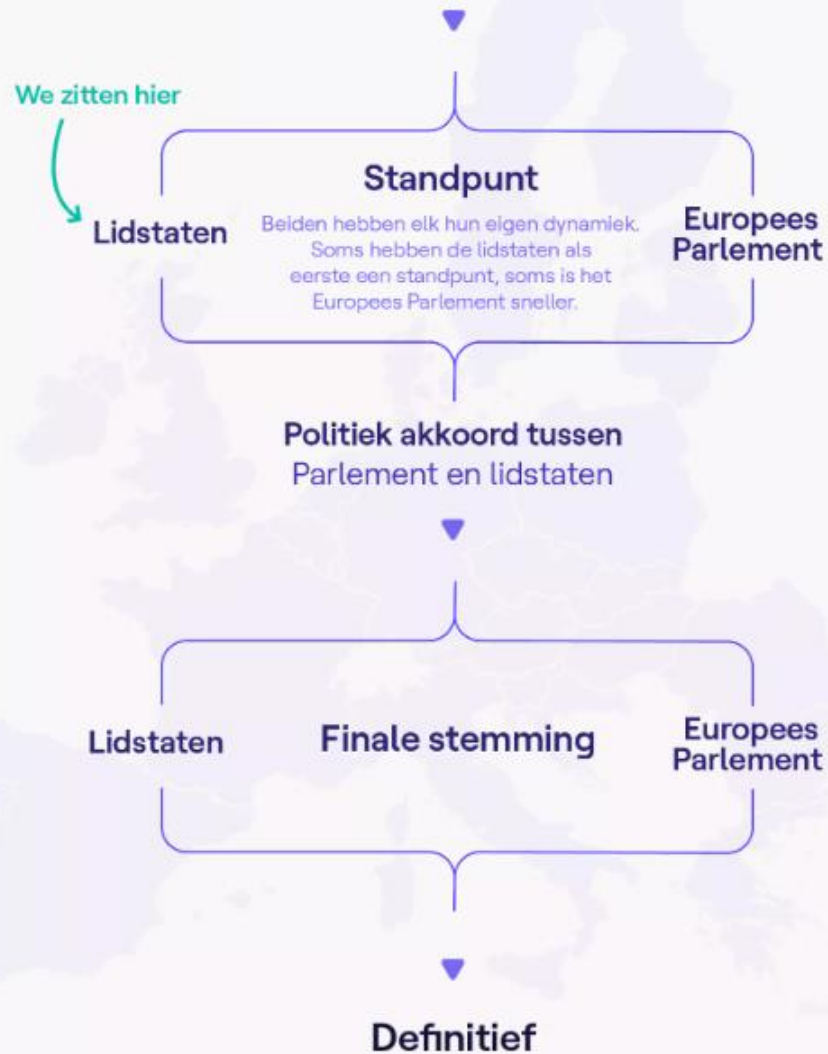 We zitten hier
Standpunt
Lidstaten
Beiden hebben elk hun eigen dynamiek.
Soms hebben de lidstaten als
eerste een standpunt, soms is het
Europees Parlement sneller.
Europees
Parlement
Politiek akkoord tussen
Parlement en lidstaten
Lidstaten
Finale stemming
Europees
Parlement
Definitief